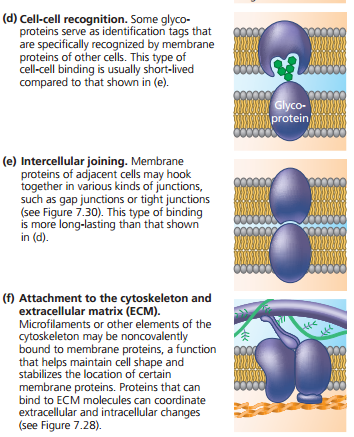 (d) Cell-cell recognition. Some glyco-
proteins serve as identification tags that
are specifically recognized by membrane
proteins of other cells. This type of
cell-cell binding is usually short-lived
compared to that shown in (e).
Glyco-
protein
(e) Intercellular joining. Membrane
proteins of adjacent cells may hook
together in various kinds of junctions,
such as gap junctions or tight junctions
(see Figure 7.30). This type of binding
is more long-lasting than that shown
in (d).
(f) Attachment to the cytoskeleton and
extracellular matrix (ECM).
Microfilaments or other elements of the
cytoskeleton may be noncovalently
bound to membrane proteins, a function
that helps maintain cell shape and
stabilizes the location of certain
membrane proteins. Proteins that can
bind to ECM molecules can coordinate
extracellular and intracellular changes
(see Figure 7.28).